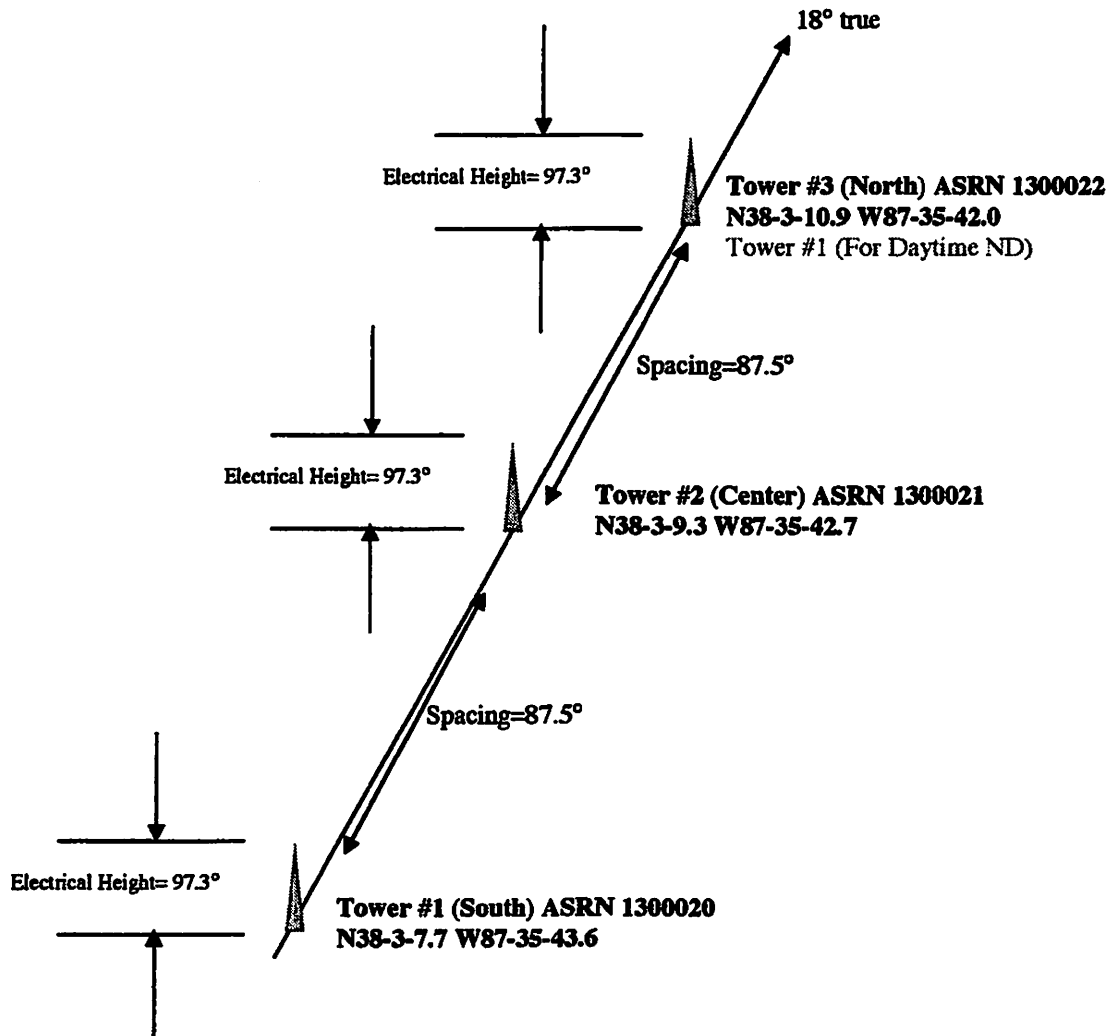 18° true
Electrical Height= 97.3°
Tower #3 (North) ASRN 1300022
N38-3-10.9 W87-35-42.0
Tower #1 (For Daytime ND)
Spacing=87.5°
Electrical Height= 97.3°
Tower #2 (Center) ASRN 1300021
N38-3-9.3 W87-35-42.7
Spacing=87.5°
Electrical Height= 97.3°
Tower #1 (South) ASRN 1300020
N38-3-7.7 W87-35-43.6